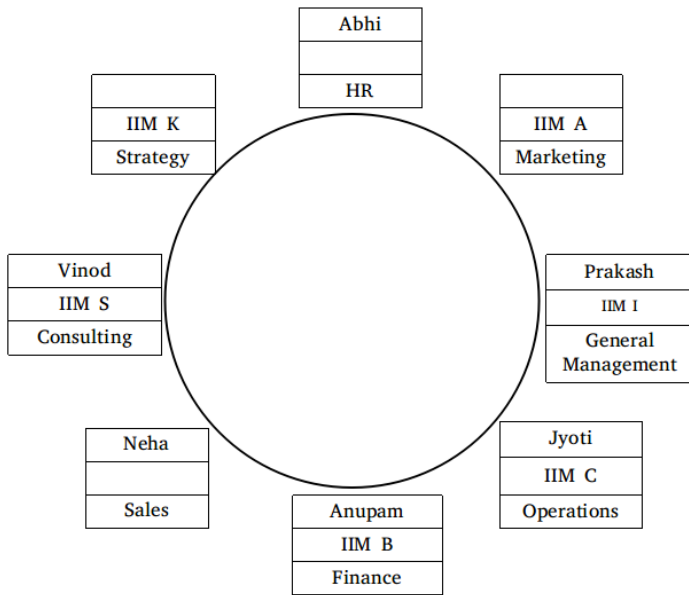 Abhi
HR
IIM K
Strategy
IIM A
Marketing
Vinod
IIM S
Consulting
Prakash
IIM I
General
Management
Neha
Sales
Jyoti
IIM C
Operations
Anupam
IIM B
Finance